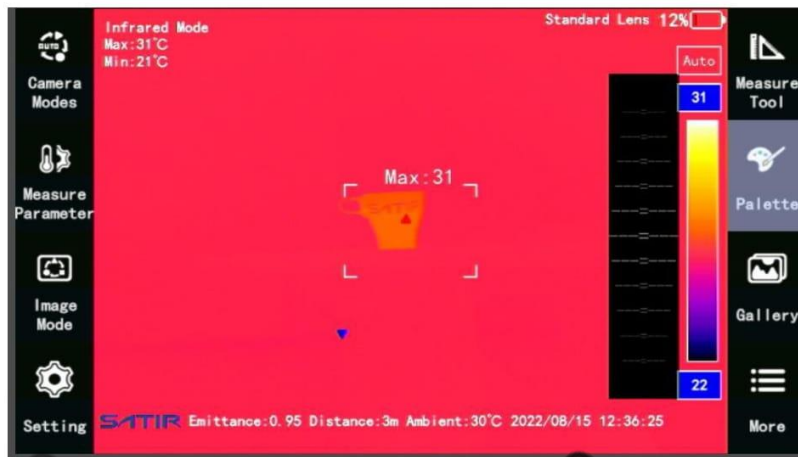 Infrared Mode
Max:31°C
Min:21°C
Standard Lens 12%
Auto
31
22
Max:31
SATIR
Camera
Modes
Measure
Parameter
Image
Mode
Setting
Measure
Tool
Palette
Gallery
More
SATIR Emittance:0.95 Distance:3m Ambient:30°C 2022/08/15 12:36:25